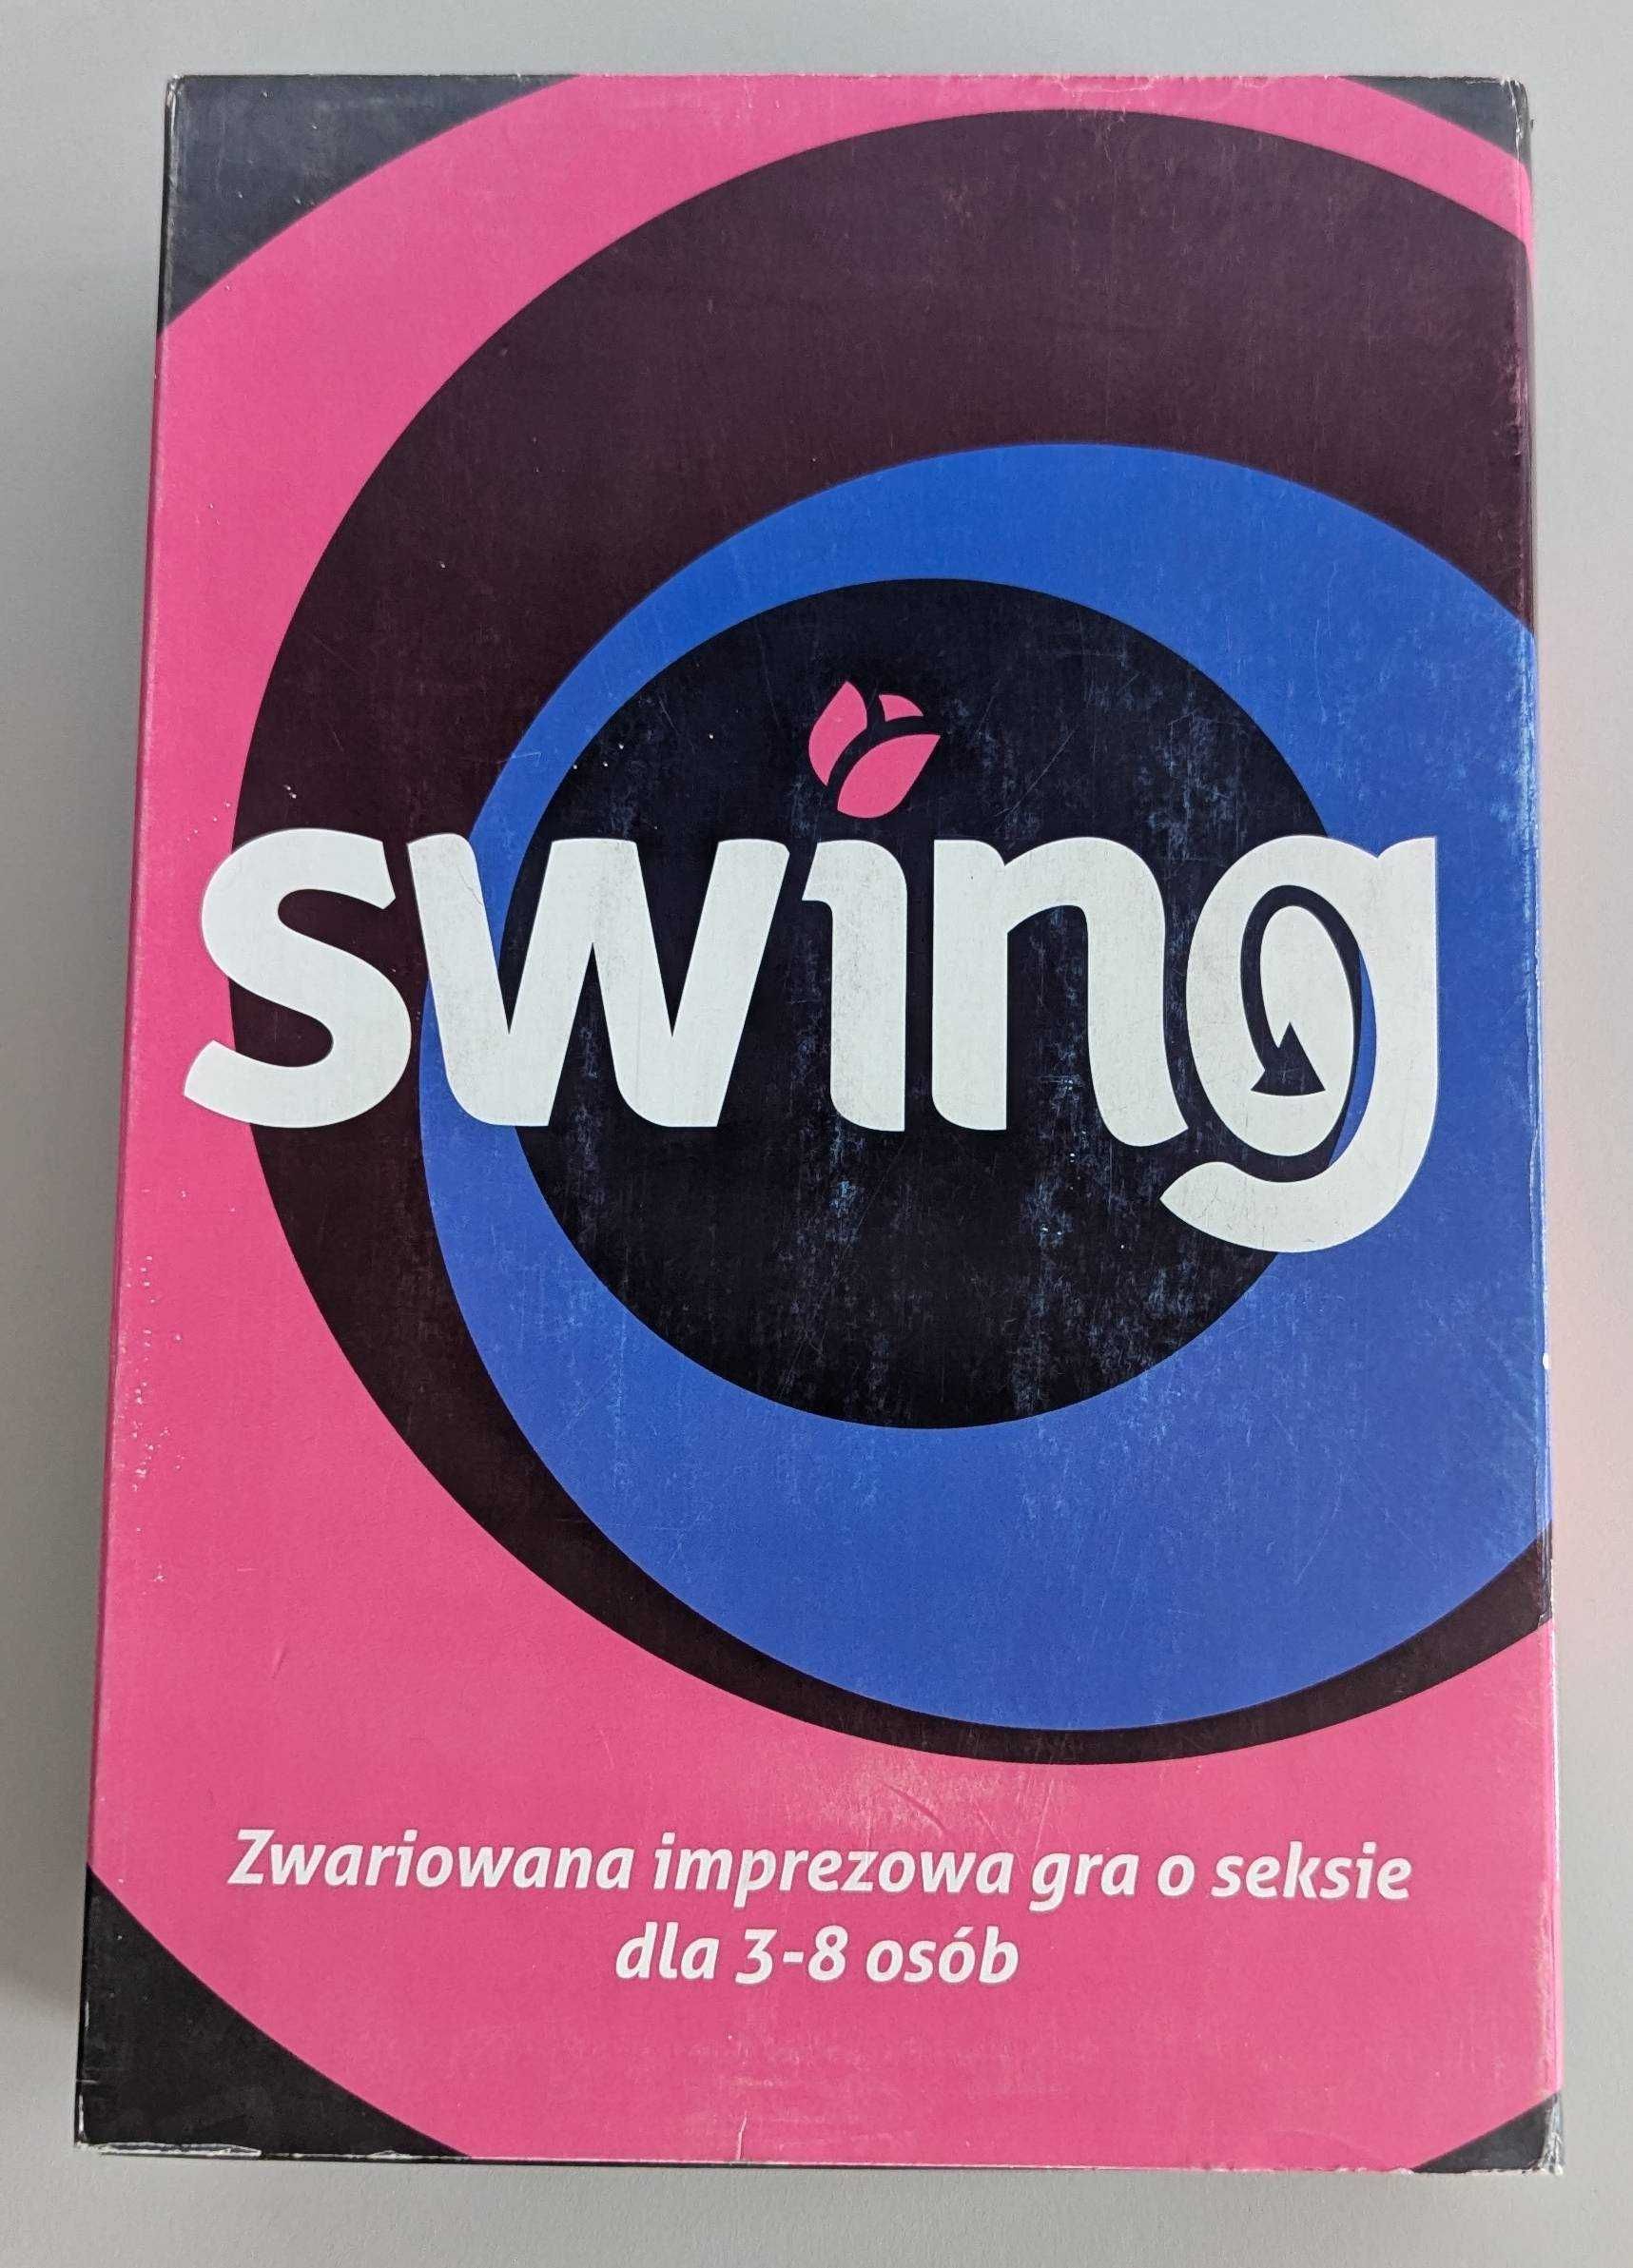 swing
Zwariowana imprezowa gra o seksie
dla 3-8 osób